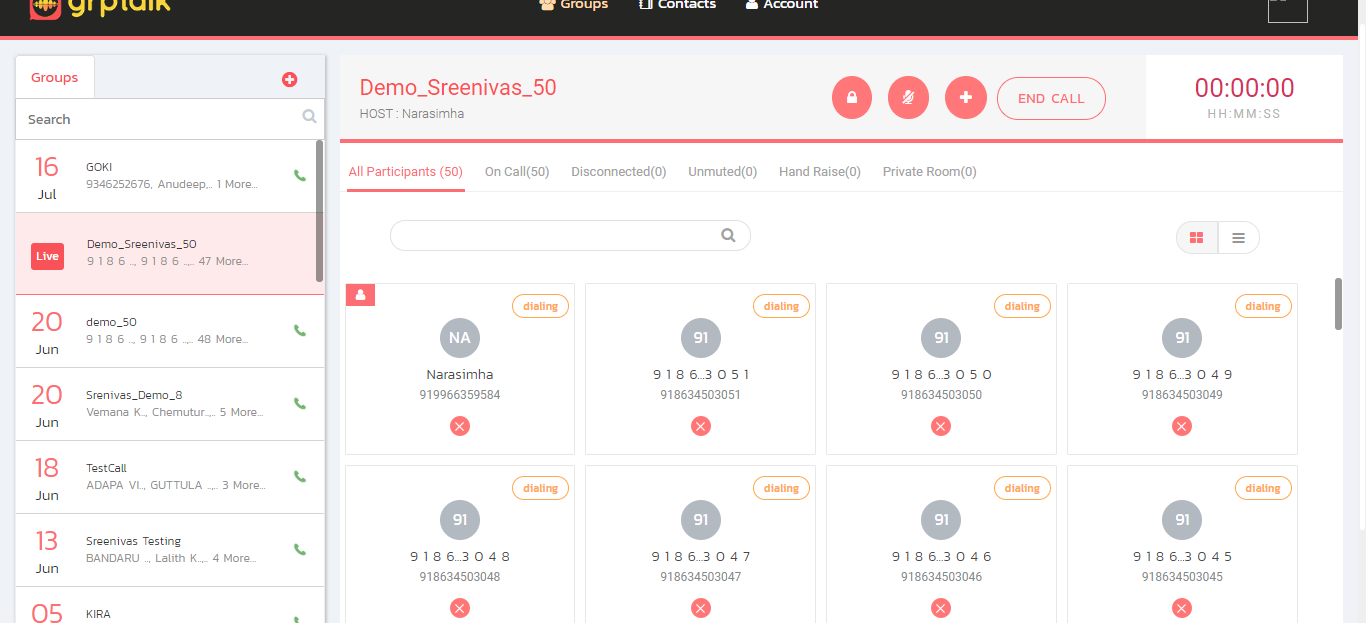 grptalk
Groups
Contacts
Account
Groups
Search
16
Jul
GOKI
9346252676, Anudeep,.. 1 More...
Live
Demo_Sreenivas_50
9 1 8 6 .., 9 1 8 6 ..,.. 47 More...
20
Jun
demo_50
9 1 8 6 .., 9 1 8 6 ..,.. 48 More...
20
Jun
Srenivas_Demo_8
Vemana K.., Chemutur..,.. 5 More...
18
Jun
TestCall
ADAPA VI.., GUTTULA ..,.. 3 More...
13
Jun
Sreenivas Testing
BANDARU .., Lalith K..,.. 4 More...
05
KIRA
Demo_Sreenivas_50
HOST : Narasimha
END CALL
00:00:00
HH:MM:SS
All Participants (50)
On Call(50)
Disconnected(0)
Unmuted(0)
Hand Raise(0)
Private Room(0)
dialing
NA
Narasimha
919966359584
dialing
91
9 1 8 6...3 0 5 1
918634503051
dialing
91
9 1 8 6...3 0 5 0
918634503050
dialing
91
9 1 8 6...3 0 4 9
918634503049
dialing
91
9 1 8 6...3 0 4 8
918634503048
dialing
91
9 1 8 6...3 0 4 7
918634503047
dialing
91
9 1 8 6...3 0 4 6
918634503046
dialing
91
9 1 8 6...3 0 4 5
918634503045